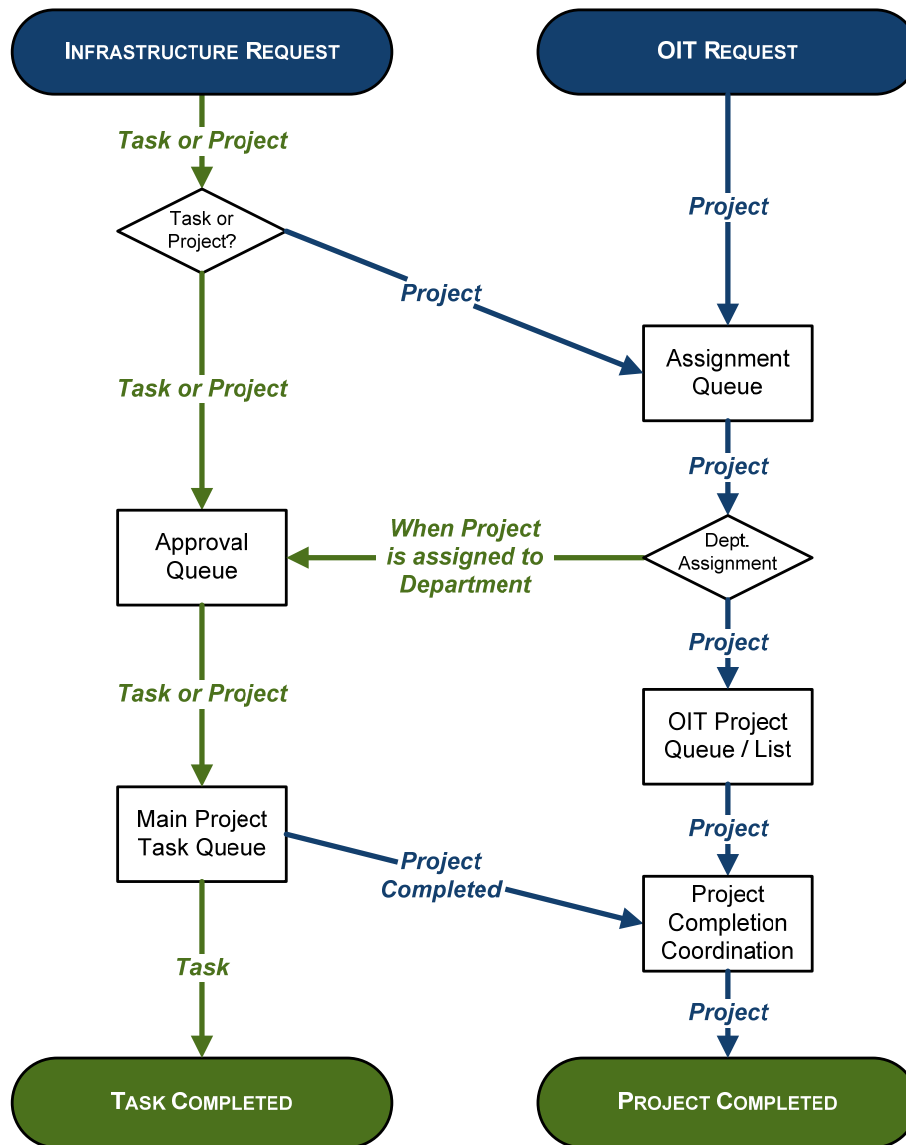 INFRASTRUCTURE REQUEST
OIT REQUEST
Task or Project
Project
Task or
Project?
Project
Assignment
Queue
Task or Project
Project
Approval
Queue
When Project
is assigned to
Department
Dept.
Assignment
Project
Task or Project
OIT Project
Queue / List
Main Project
Task Queue
Project
Project
Completed
Project
Completion
Coordination
Task
Project
TASK COMPLETED
PROJECT COMPLETED